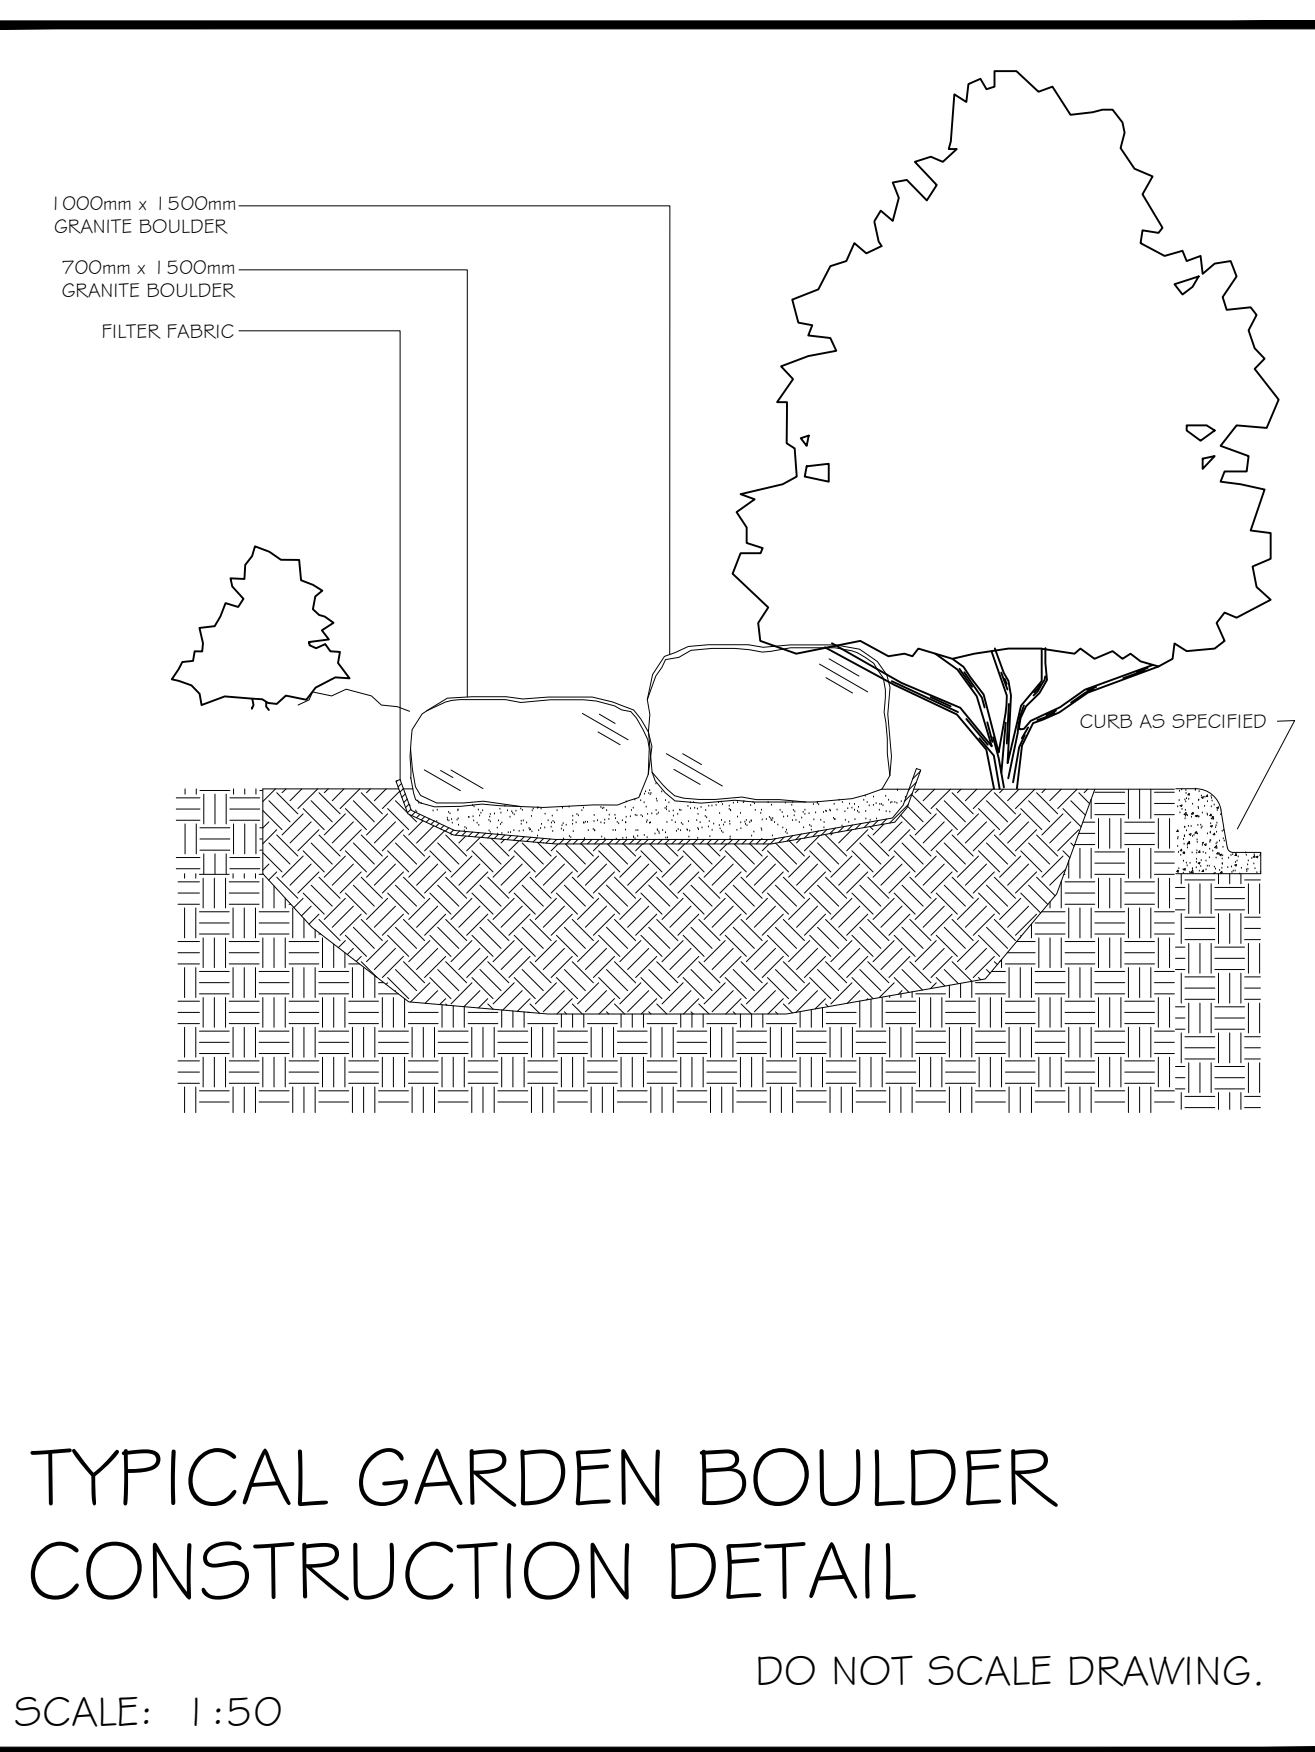 1000mm x 1500mm
GRANITE BOULDER
700mm x 1500mm
GRANITE BOULDER
FILTER FABRIC
CURB AS SPECIFIED
TYPICAL GARDEN BOULDER
CONSTRUCTION DETAIL
DO NOT SCALE DRAWING.
SCALE: 1:50